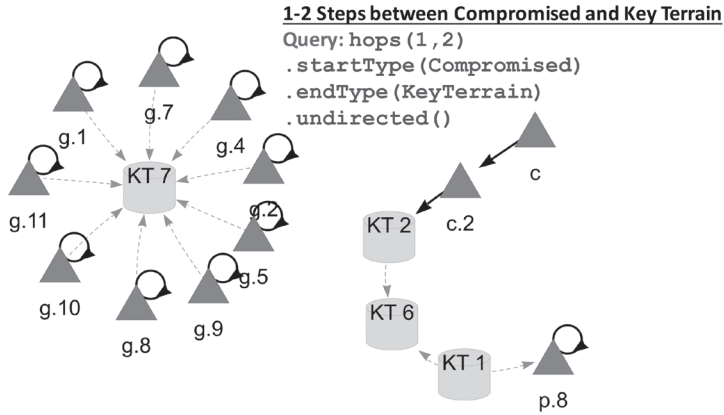 1-2 Steps between Compromised and Key Terrain
Query: hops(1,2)
.startType(Compromised)
.endType(KeyTerrain)
.undirected()
g.7
g.1
g.4
KT 7
g.2
g.11
g.5
g.10
g.9
g.8
c
c.2
KT 2
KT 6
KT 1
p.8